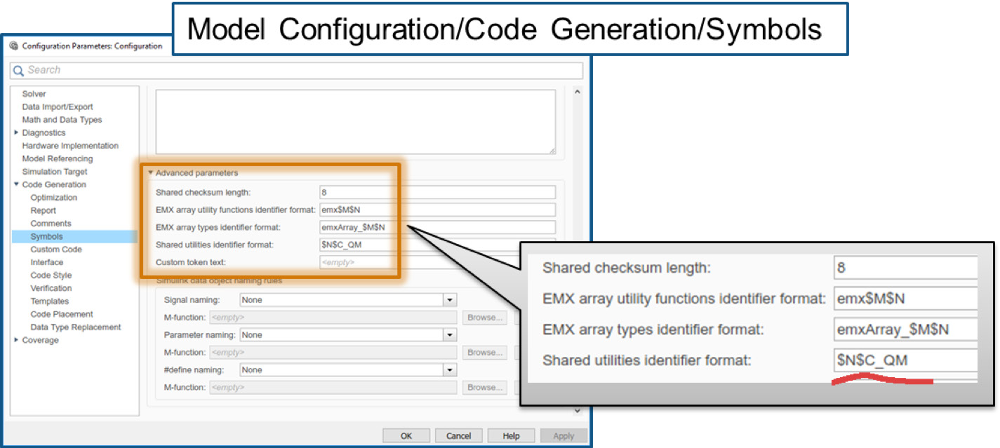 Model Configuration/Code Generation/Symbols
Configuration Parameters: Configuration
Search
Solver
Data Import/Export
Math and Data Types
Diagnostics
Hardware Implementation
Model Referencing
Simulation Target
Code Generation
Optimization
Report
Comments
Symbols
Custom Code
Interface
Code Style
Verification
Templates
Code Placement
Data Type Replacement
Coverage
Advanced parameters
Shared checksum length: 8
EMX array utility functions identifier format: emx$M$N
EMX array types identifier format: emxArray_$M$N
Shared utilities identifier format: $N$C_QM
Custom token text: <empty>
Simulink data object naming rules
Signal naming: None
M-function: <empty> Browse...
Parameter naming: None
M-function: <empty> Browse...
#define naming: None
M-function: <empty> Browse...
OK Cancel Help Apply
Shared checksum length: 8
EMX array utility functions identifier format: emx$M$N
EMX array types identifier format: emxArray_$M$N
Shared utilities identifier format: $N$C_QM